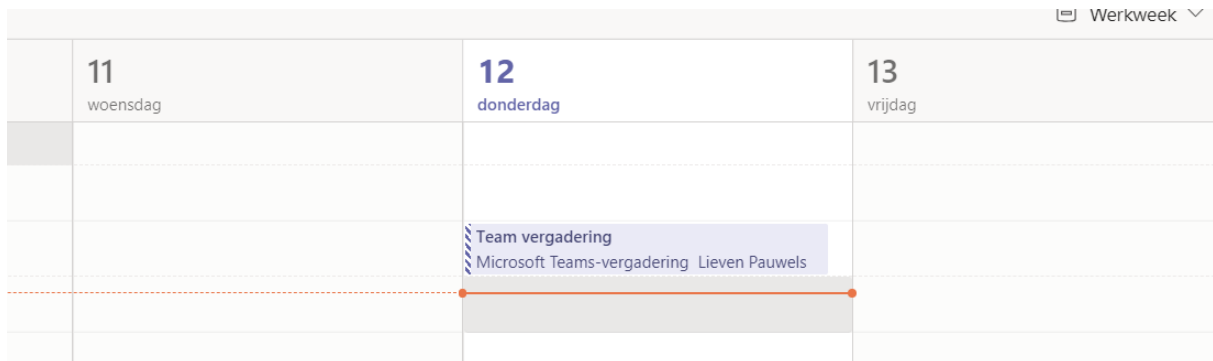 Werkweek
11
woensdag
12
donderdag
13
vrijdag
Team vergadering
Microsoft Teams-vergadering Lieven Pauwels